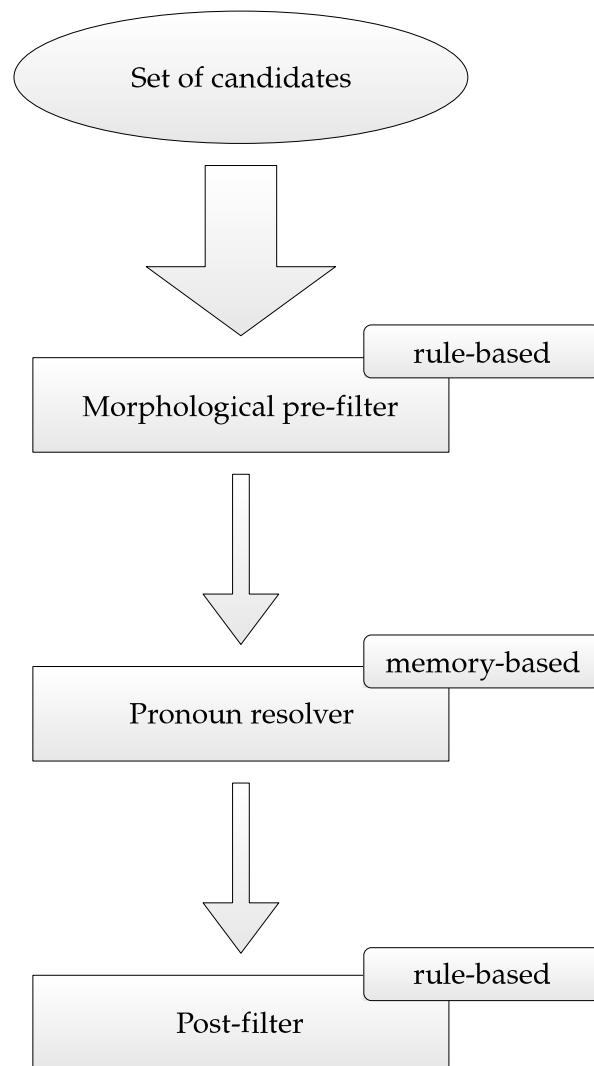 Set of candidates
rule-based
Morphological pre-filter
memory-based
Pronoun resolver
rule-based
Post-filter